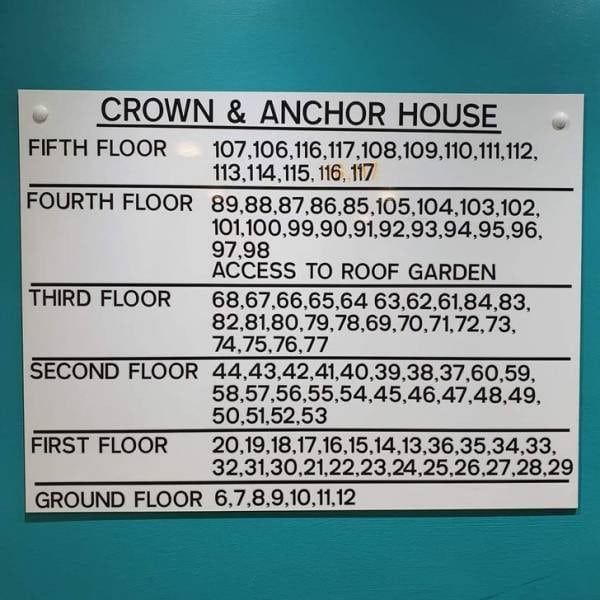 CROWN & ANCHOR HOUSE
FIFTH FLOOR 107,106,116,117,108,109,110,111,112,
113,114,115, 116, 117
FOURTH FLOOR 89,88,87,86,85,105,104,103,102,
101,100,99,90,91,92,93,94,95,96,
97,98
ACCESS TO ROOF GARDEN
THIRD FLOOR 68,67,66,65,64 63,62,61,84,83,
82,81,80,79,78,69,70,71,72,73,
74,75,76,77
SECOND FLOOR 44,43,42,41,40,39,38,37,60,59,
58,57,56,55,54,45,46,47,48,49,
50,51,52,53
FIRST FLOOR 20,19,18,17,16,15,14,13,36,35,34,33,
32,31,30,21,22,23,24,25,26,27,28,29
GROUND FLOOR 6,7,8,9,10,11,12